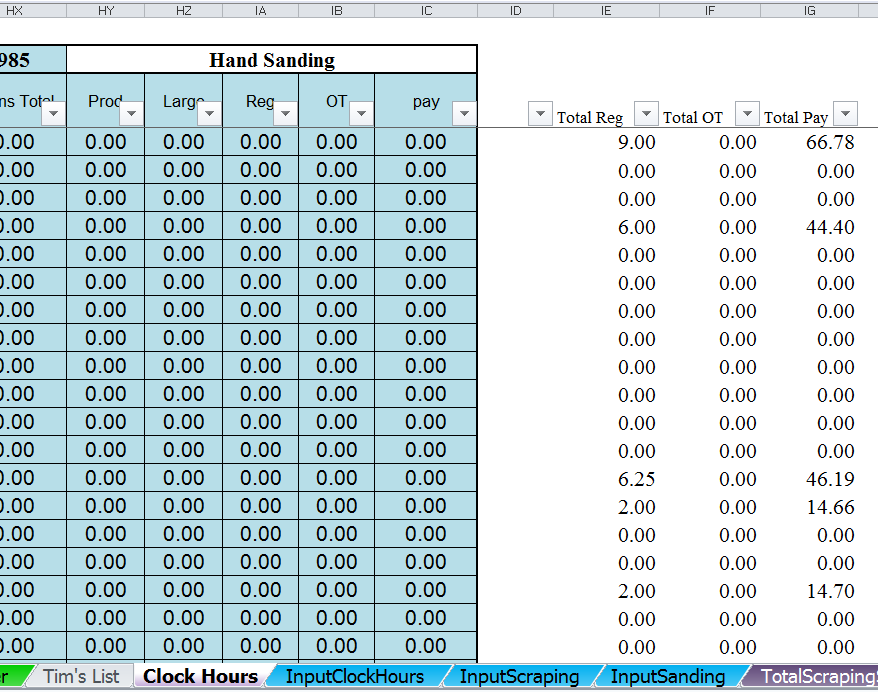 HX HY HZ IA IB IC ID IE IF IG
985 Hand Sanding
ns Total Prod Large Reg OT pay Total Reg Total OT Total Pay
0.00 0.00 0.00 0.00 0.00 0.00 9.00 0.00 66.78
0.00 0.00 0.00 0.00 0.00 0.00 0.00 0.00 0.00
0.00 0.00 0.00 0.00 0.00 0.00 0.00 0.00 0.00
0.00 0.00 0.00 0.00 0.00 0.00 6.00 0.00 44.40
0.00 0.00 0.00 0.00 0.00 0.00 0.00 0.00 0.00
0.00 0.00 0.00 0.00 0.00 0.00 0.00 0.00 0.00
0.00 0.00 0.00 0.00 0.00 0.00 0.00 0.00 0.00
0.00 0.00 0.00 0.00 0.00 0.00 0.00 0.00 0.00
0.00 0.00 0.00 0.00 0.00 0.00 0.00 0.00 0.00
0.00 0.00 0.00 0.00 0.00 0.00 0.00 0.00 0.00
0.00 0.00 0.00 0.00 0.00 0.00 0.00 0.00 0.00
0.00 0.00 0.00 0.00 0.00 0.00 0.00 0.00 0.00
0.00 0.00 0.00 0.00 0.00 0.00 6.25 0.00 46.19
0.00 0.00 0.00 0.00 0.00 0.00 2.00 0.00 14.66
0.00 0.00 0.00 0.00 0.00 0.00 0.00 0.00 0.00
0.00 0.00 0.00 0.00 0.00 0.00 0.00 0.00 0.00
0.00 0.00 0.00 0.00 0.00 0.00 2.00 0.00 14.70
0.00 0.00 0.00 0.00 0.00 0.00 0.00 0.00 0.00
0.00 0.00 0.00 0.00 0.00 0.00 0.00 0.00 0.00
r Tim's List Clock Hours InputClockHours InputScraping InputSanding TotalScraping